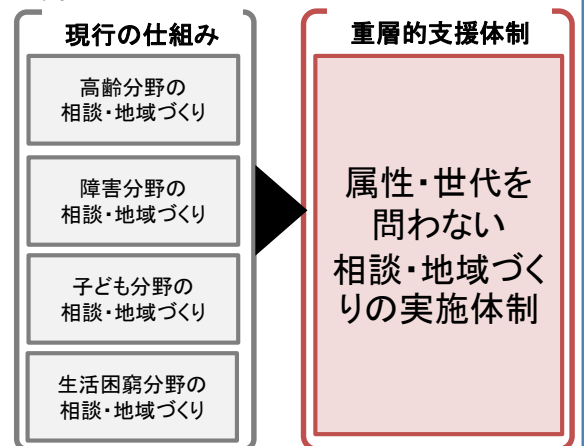 現行の仕組み
高齢分野の
相談・地域づくり
障害分野の
相談・地域づくり
子ども分野の
相談・地域づくり
生活困窮分野の
相談・地域づくり
重層的支援体制
属性・世代を
問わない
相談・地域づく
りの実施体制